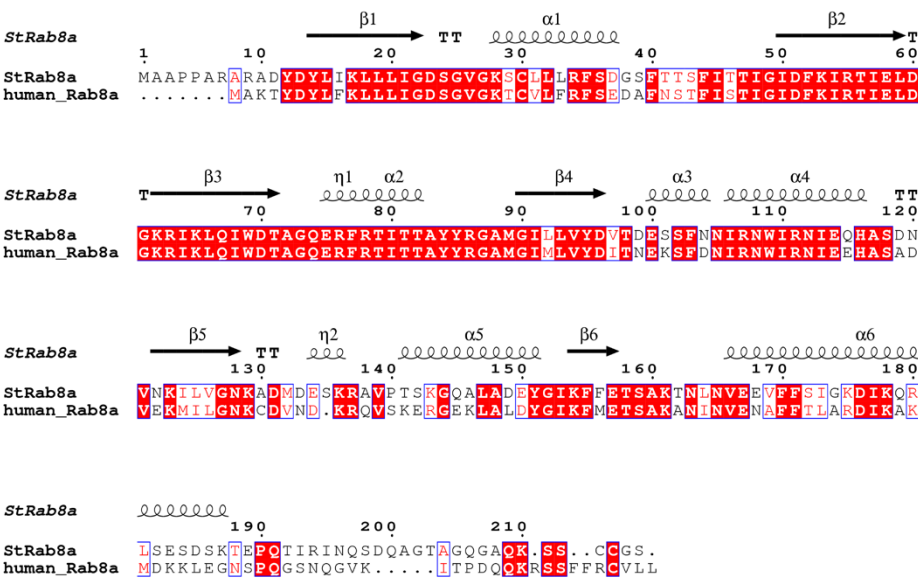 β1 α1 β2
StRab8a TT T
1 10 20 30 40 50 60
StRab8a MAAPPARARADYDYLIKLLLIGDSGVGKSCLLLRFSDGSFTTSFITTIGIDFKIRTIELD
human_Rab8a .......MAKTYDYLFKLLLIGDSGVGKTCVLFRFSEDAFNSTFISTIGIDFKIRTIELD
β3 η1 α2 β4 α3 α4
StRab8a T TT
70 80 90 100 110 120
StRab8a GKRIKLQIWDTAGQERFRTITTAYYRGAMGILLVYDVTDESSFNNIRNWIRNIEQHASDN
human_Rab8a GKRIKLQIWDTAGQERFRTITTAYYRGAMGIMLVYDITNEKSFDNIRNWIRNIEEHASAD
β5 η2 α5 β6 α6
StRab8a TT
130 140 150 160 170 180
StRab8a VNKILVGNKADMDESKRAVPTSKGQALADEYGIKFFETSAKTNLNVEEVFFSIGKDIKQR
human_Rab8a VEKMILGNKCDVND.KRQVSKERGEKLALDYGIKFMETSAKANINVENAFFTLARDIKAK
StRab8a
190 200 210
StRab8a LSESDSKTEPQTIRINQSDQAGTAGQGAQK.SS..CCGS.
human_Rab8a MDKKLEGNSPQGSNQGVK.....ITPDQQKRSSFFRCVLL